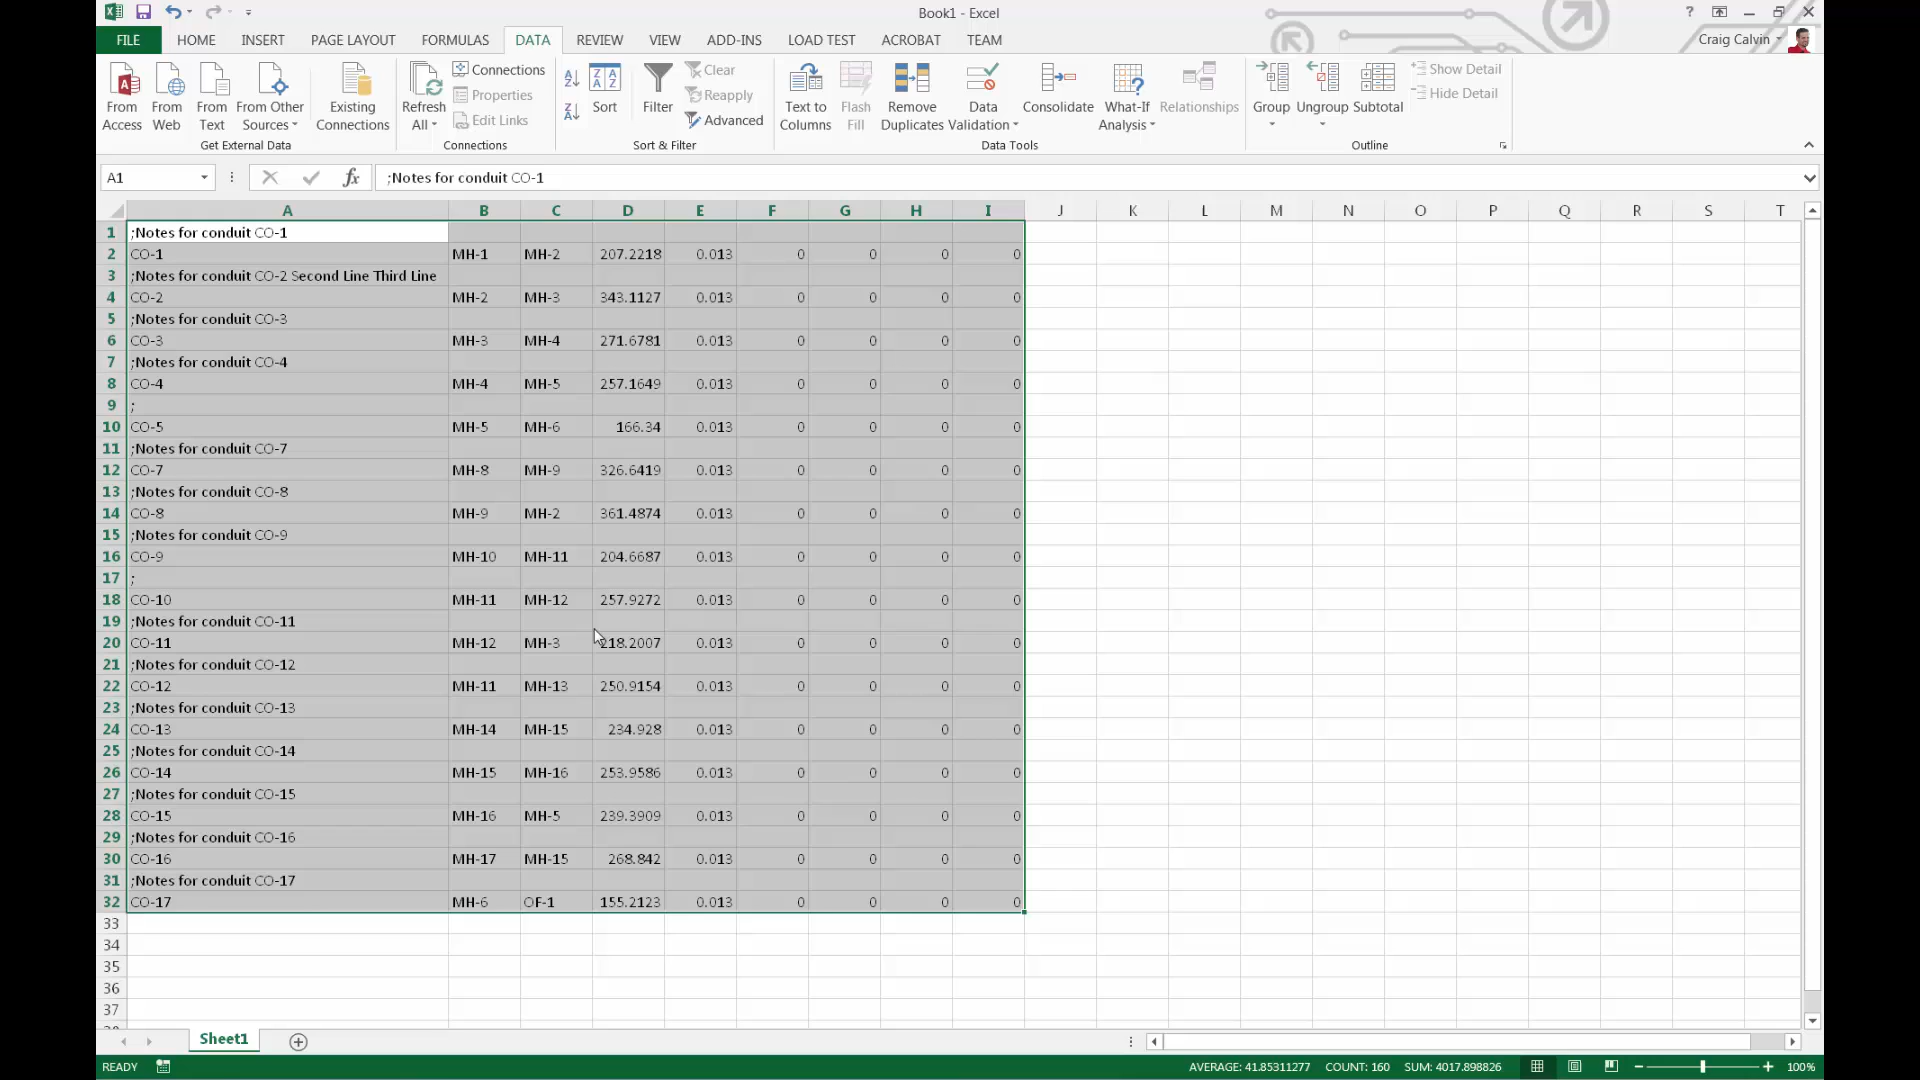 Book1 - Excel
?
FILE HOME INSERT PAGE LAYOUT FORMULAS DATA REVIEW VIEW ADD-INS LOAD TEST ACROBAT TEAM
Craig Calvin
From Access
From Web
From Text
From Other Sources
Existing Connections
Get External Data
Refresh All
Connections
Properties
Edit Links
Connections
Sort
Filter
Clear
Reapply
Advanced
Sort & Filter
Text to Columns
Flash Fill
Remove Duplicates
Data Validation
Consolidate
What-If Analysis
Relationships
Data Tools
Group
Ungroup
Subtotal
Show Detail
Hide Detail
Outline
A1 fx ;Notes for conduit CO-1
A B C D E F G H I J K L M N O P Q R S T
1 ;Notes for conduit CO-1
2 CO-1 MH-1 MH-2 207.2218 0.013 0 0 0 0
3 ;Notes for conduit CO-2 Second Line Third Line
4 CO-2 MH-2 MH-3 343.1127 0.013 0 0 0 0
5 ;Notes for conduit CO-3
6 CO-3 MH-3 MH-4 271.6781 0.013 0 0 0 0
7 ;Notes for conduit CO-4
8 CO-4 MH-4 MH-5 257.1649 0.013 0 0 0 0
9 ;
10 CO-5 MH-5 MH-6 166.34 0.013 0 0 0 0
11 ;Notes for conduit CO-7
12 CO-7 MH-8 MH-9 326.6419 0.013 0 0 0 0
13 ;Notes for conduit CO-8
14 CO-8 MH-9 MH-2 361.4874 0.013 0 0 0 0
15 ;Notes for conduit CO-9
16 CO-9 MH-10 MH-11 204.6687 0.013 0 0 0 0
17 ;
18 CO-10 MH-11 MH-12 257.9272 0.013 0 0 0 0
19 ;Notes for conduit CO-11
20 CO-11 MH-12 MH-3 218.2007 0.013 0 0 0 0
21 ;Notes for conduit CO-12
22 CO-12 MH-11 MH-13 250.9154 0.013 0 0 0 0
23 ;Notes for conduit CO-13
24 CO-13 MH-14 MH-15 234.928 0.013 0 0 0 0
25 ;Notes for conduit CO-14
26 CO-14 MH-15 MH-16 253.9586 0.013 0 0 0 0
27 ;Notes for conduit CO-15
28 CO-15 MH-16 MH-5 239.3909 0.013 0 0 0 0
29 ;Notes for conduit CO-16
30 CO-16 MH-17 MH-15 268.842 0.013 0 0 0 0
31 ;Notes for conduit CO-17
32 CO-17 MH-6 OF-1 155.2123 0.013 0 0 0 0
33
34
35
36
37
Sheet1
READY AVERAGE: 41.85311277 COUNT: 160 SUM: 4017.898826 100%